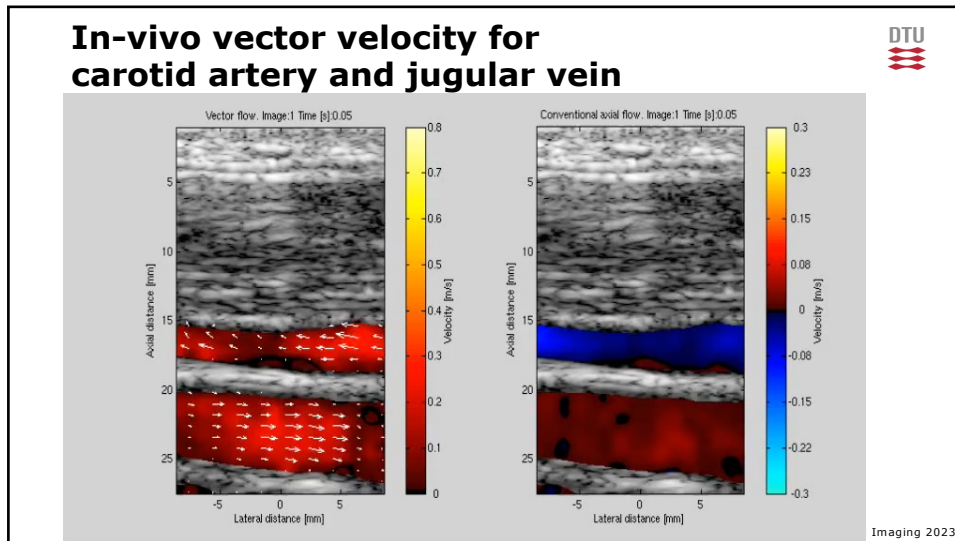 In-vivo vector velocity for
carotid artery and jugular vein
DTU
Vector flow. Image:1 Time [s]:0.05
Axial distance [mm]
5
10
15
20
25
-5
0
5
Lateral distance [mm]
0.8
0.7
0.6
0.5
0.4
0.3
0.2
0.1
0
Velocity [m/s]
Conventional axial flow. Image:1 Time [s]:0.05
Axial distance [mm]
5
10
15
20
25
-5
0
5
Lateral distance [mm]
0.3
0.22
0.15
0.08
0
-0.08
-0.15
-0.22
-0.3
Velocity [m/s]
Imaging 2023